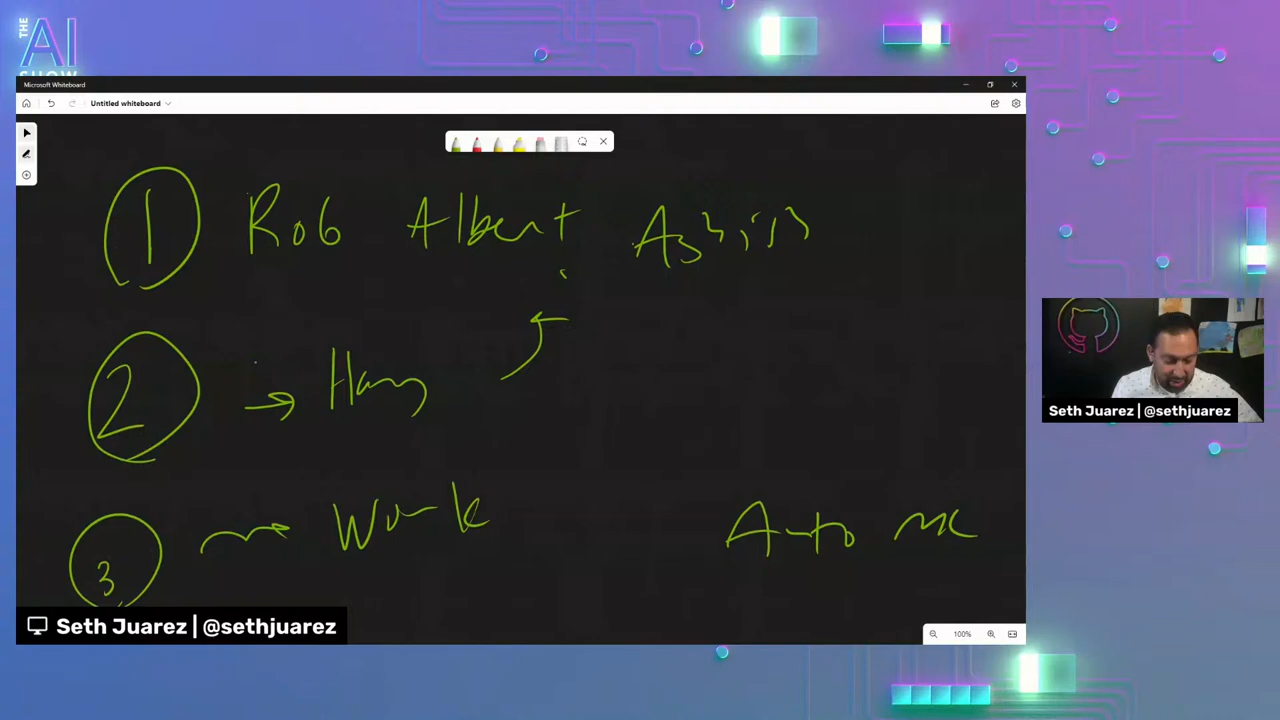 THE
AI
SHOW
Microsoft Whiteboard
Untitled whiteboard
1 Rob Albert
2 → Hang
3 → Work Auto ML
Seth Juarez | @sethjuarez
Seth Juarez | @sethjuarez
100%